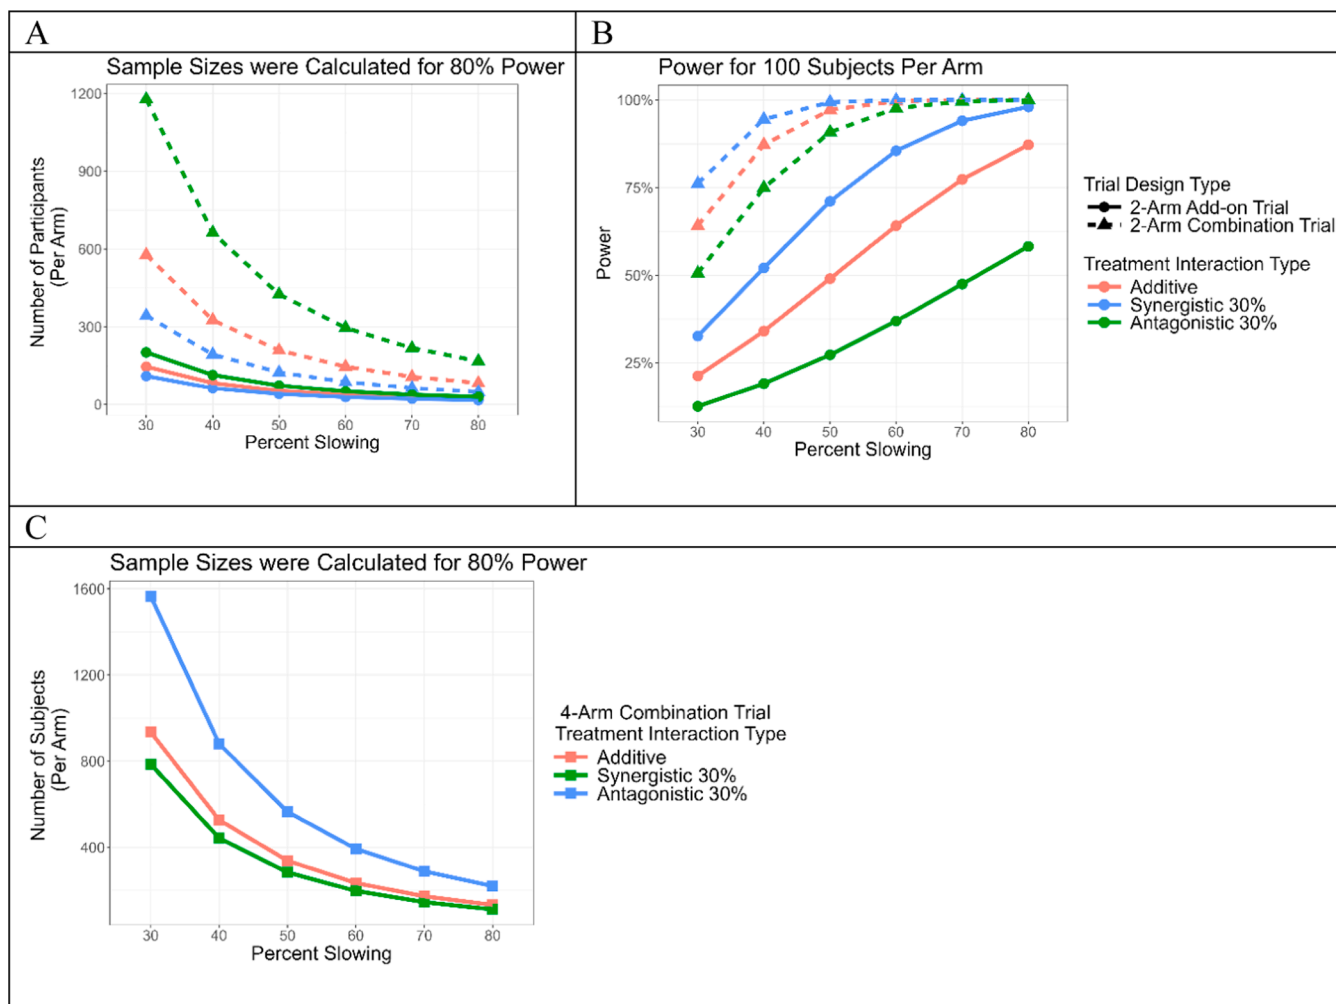 A
B
Sample Sizes were Calculated for 80% Power
1200
900
600
300
0
Number of Participants
(Per Arm)
30 40 50 60 70 80
Percent Slowing
Power for 100 Subjects Per Arm
100%
75%
50%
25%
Power
30 40 50 60 70 80
Percent Slowing
Trial Design Type
2-Arm Add-on Trial
2-Arm Combination Trial
Treatment Interaction Type
Additive
Synergistic 30%
Antagonistic 30%
C
Sample Sizes were Calculated for 80% Power
1600
1200
800
400
Number of Subjects
(Per Arm)
30 40 50 60 70 80
Percent Slowing
4-Arm Combination Trial
Treatment Interaction Type
Additive
Synergistic 30%
Antagonistic 30%